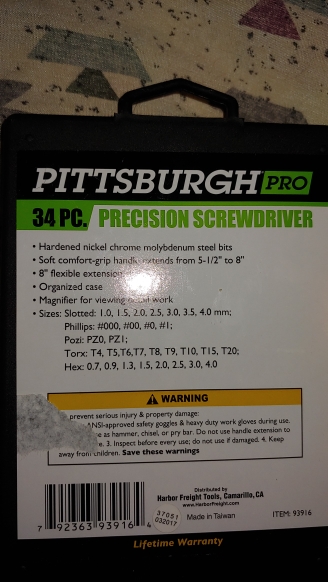 PITTSBURGH PRO
34 PC. PRECISION SCREWDRIVER
• Hardened nickel chrome molybdenum steel bits
• Soft comfort-grip handle extends from 5-1/2" to 8"
• 8" flexible extension
• Organized case
• Magnifier for viewing detail work
• Sizes: Slotted: 1.0, 1.5, 2.0, 2.5, 3.0, 3.5, 4.0 mm;
Phillips: #000, #00, #0, #1;
Pozi: PZ0, PZ1;
Torx: T4, T5,T6,T7, T8, T9, T10, T15, T20;
Hex: 0.7, 0.9, 1.3, 1.5, 2.0, 2.5, 3.0, 4.0
WARNING
prevent serious injury & property damage:
ANSI-approved safety goggles & heavy duty work gloves during use.
e as hammer, chisel, or pry bar. Do not use handle extension to
e. 3. Inspect before every use; do not use if damaged. 4. Keep
away from children. Save these warnings
Distributed by
Harbor Freight Tools, Camarillo, CA
www.harborfreight.com
Made in Taiwan
ITEM: 93916
37051
032017
7 92363 93916 4
Lifetime Warranty